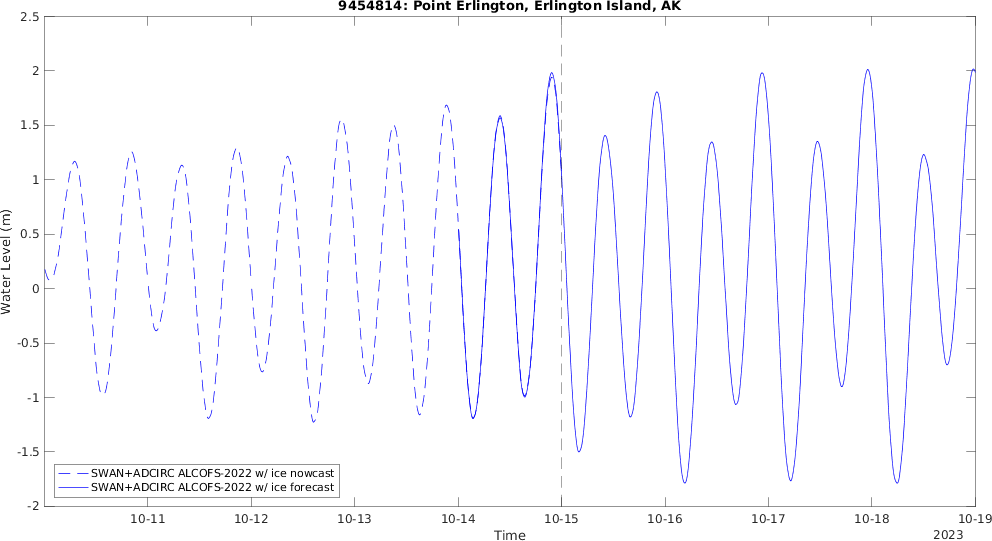 9454814: Point Erlington, Erlington Island, AK
2.5
2
1.5
1
0.5
0
-0.5
-1
-1.5
-2
Water Level (m)
SWAN+ADCIRC ALCOFS-2022 w/ ice nowcast
SWAN+ADCIRC ALCOFS-2022 w/ ice forecast
10-11 10-12 10-13 10-14 10-15 10-16 10-17 10-18 10-19
Time
2023